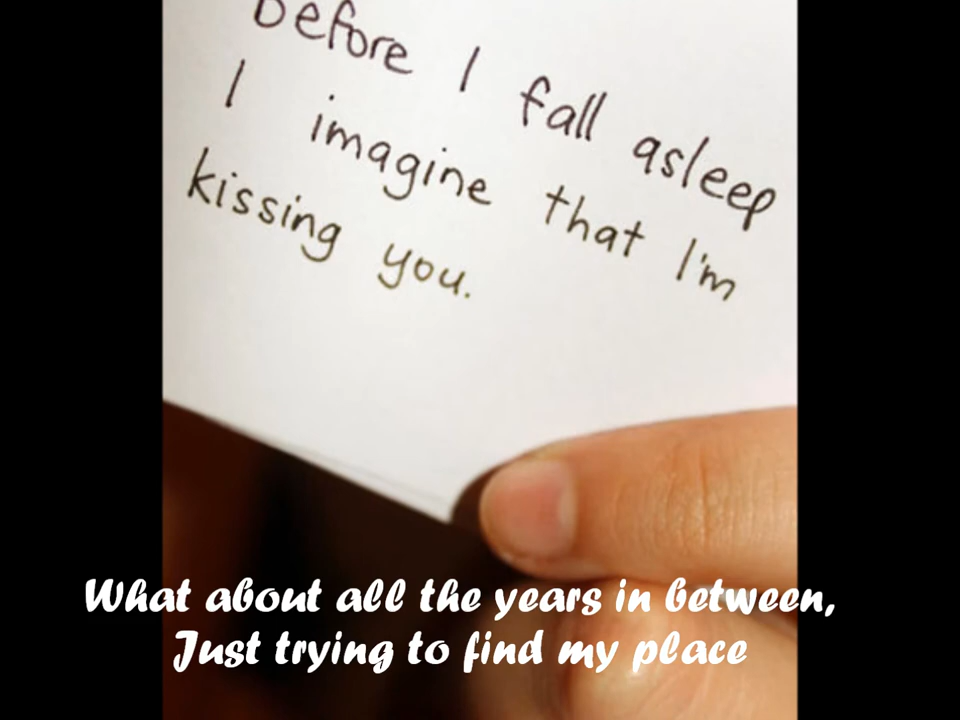 Before I fall asleep
I imagine that I'm
kissing you.
What about all the years in between,
Just trying to find my place